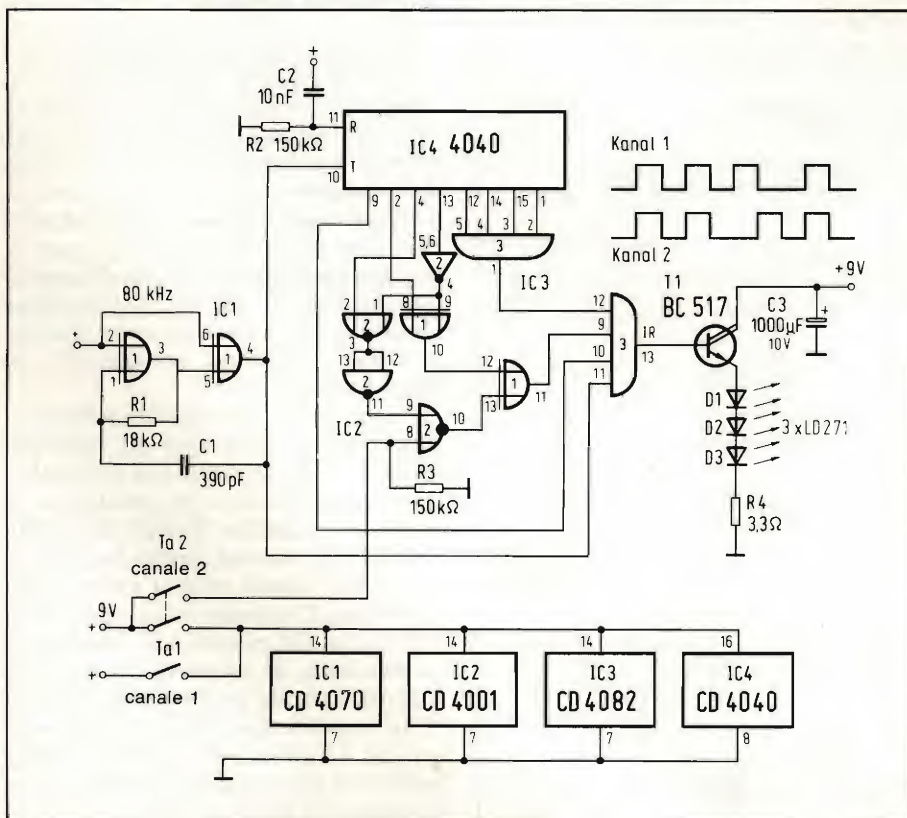 +
C2
10 nF
11 R
R2 150kΩ
10 T
IC4 4040
9 2 4 13 12 14 15 1
Kanal 1
Kanal 2
5,6
2
4
5 4 3 2
3
1
IC3
80 kHz
IC1
+
2
1
1
3
6
5
1
4
R1
18kΩ
C1
390pF
2 1
2
3
8 9
1
10
13 12
2
11
IC2
9
8
2
10
12
13
1
11
R3
150kΩ
12
9
10
11
3
IR
13
T1
BC 517
+9V
C3
1000µF
10V
+
D1
D2
D3
3xLD271
R4
3,3Ω
Ta 2
canale 2
9V
+
Ta1
+
canale 1
14 14 14 16
IC1 IC2 IC3 IC4
CD 4070 CD 4001 CD 4082 CD 4040
7 7 7 8